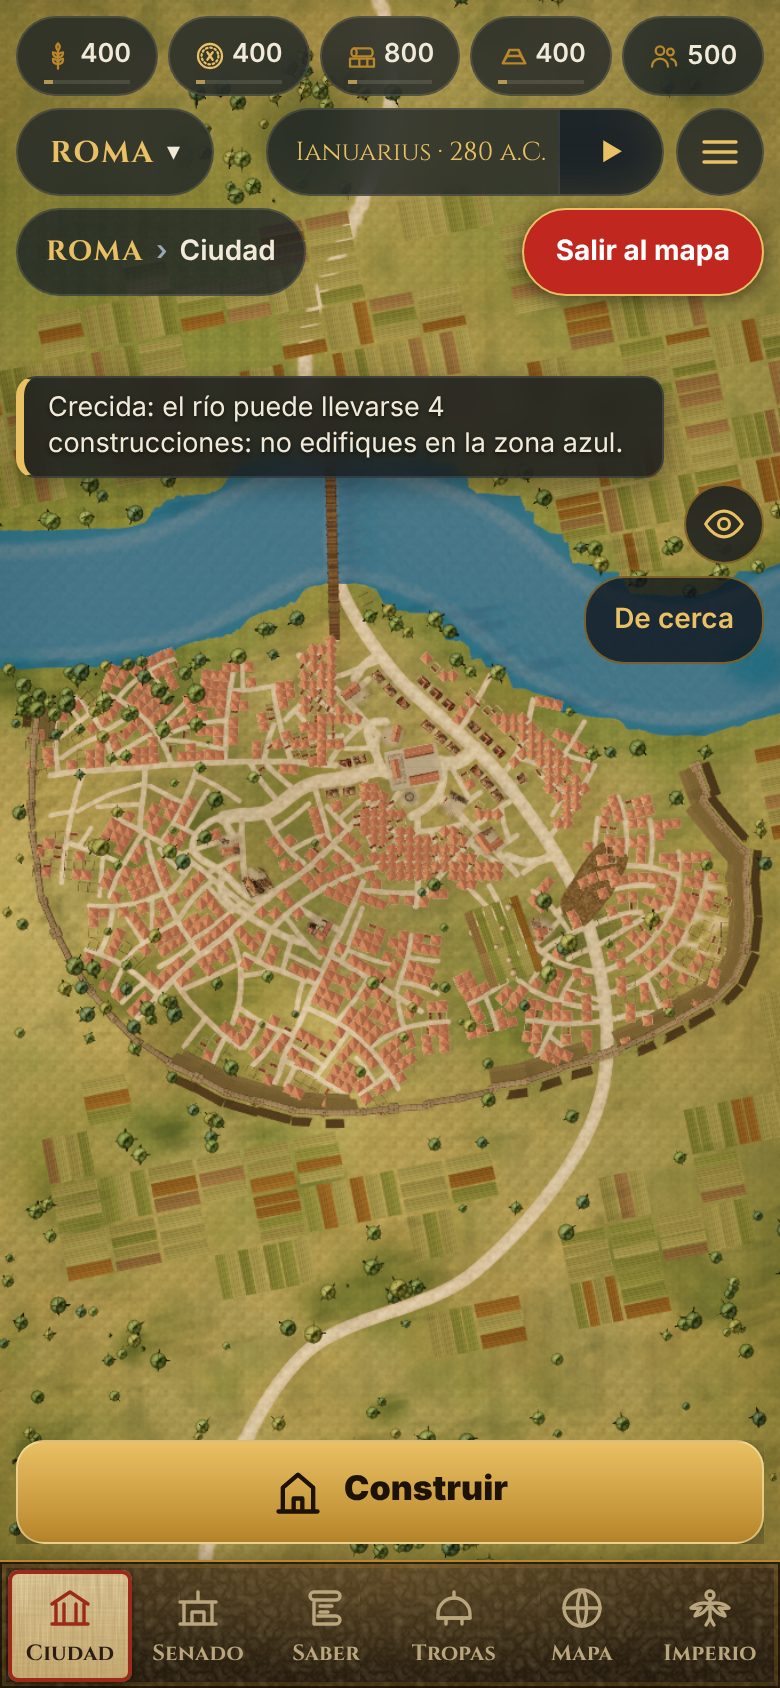 400
400
800
400
500
ROMA ▾
Ianuarius · 280 a.C.
ROMA › Ciudad
Salir al mapa
Crecida: el río puede llevarse 4
construcciones: no edifiques en la zona azul.
De cerca
Construir
Ciudad
Senado
Saber
Tropas
Mapa
Imperio